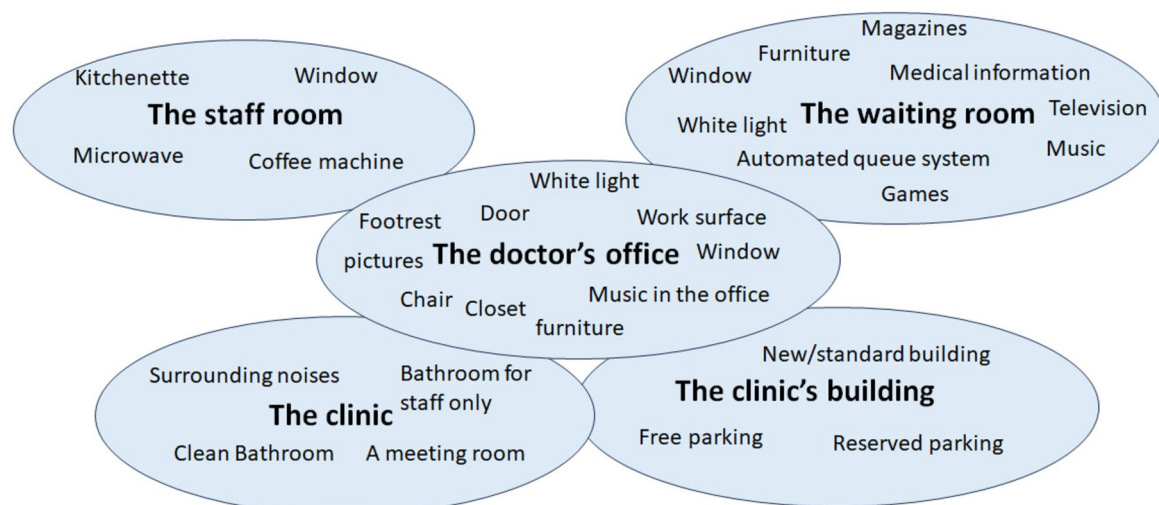 Kitchenette
Window
The staff room
Microwave
Coffee machine
Magazines
Furniture
Window
Medical information
The waiting room
Television
White light
Automated queue system
Music
Games
White light
Footrest
Door
Work surface
pictures
The doctor’s office
Window
Chair
Closet
Music in the office
furniture
Surrounding noises
Bathroom for
staff only
The clinic
Clean Bathroom
A meeting room
New/standard building
The clinic’s building
Free parking
Reserved parking